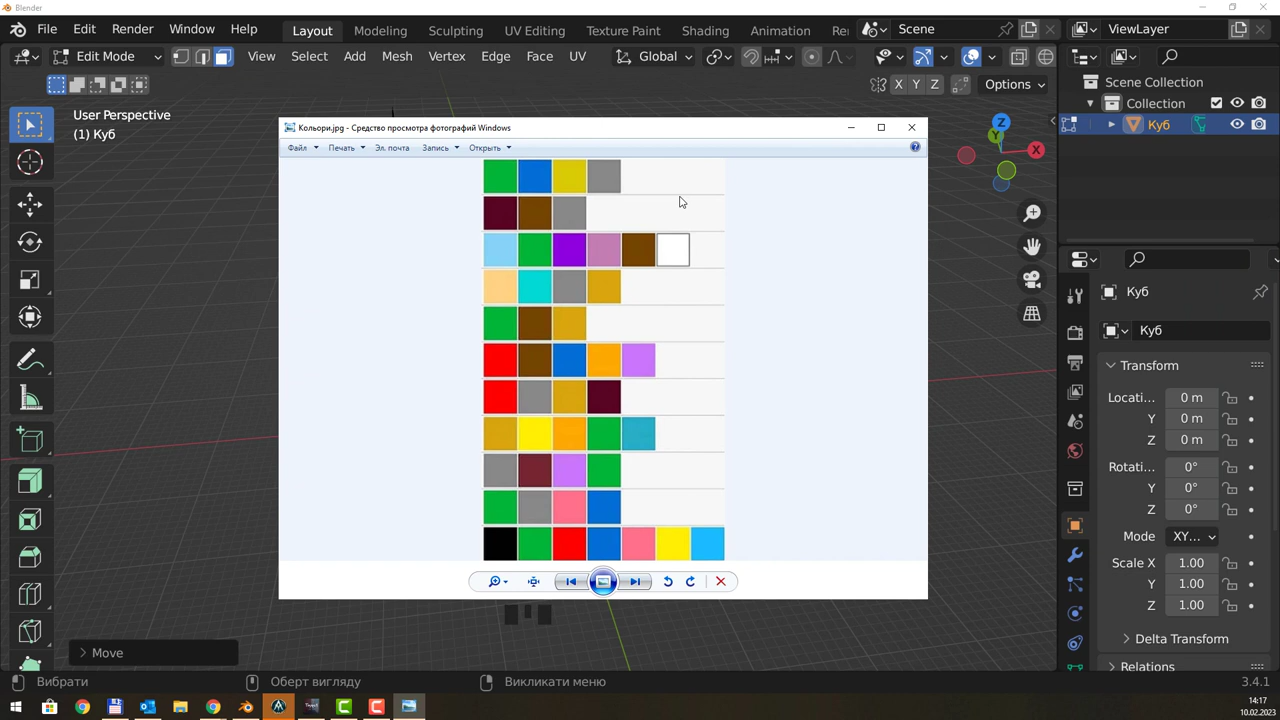 Blender
File Edit Render Window Help Layout Modeling Sculpting UV Editing Texture Paint Shading Animation Re Scene ViewLayer
Edit Mode View Select Add Mesh Vertex Edge Face UV Global
X Y Z Options
User Perspective
(1) Куб
Scene Collection
Collection
Куб
Z
Y
X
Кольори.jpg - Средство просмотра фотографий Windows
Файл Печать Эл. почта Запись Открыть
Куб
Куб
Transform
Locati... 0 m
Y 0 m
Z 0 m
Rotati... 0°
Y 0°
Z 0°
Mode XY...
Scale X 1.00
Y 1.00
Z 1.00
Delta Transform
Relations
Move
Вибрати Оберт вигляду Викликати меню 3.4.1
14:17
10.02.2023